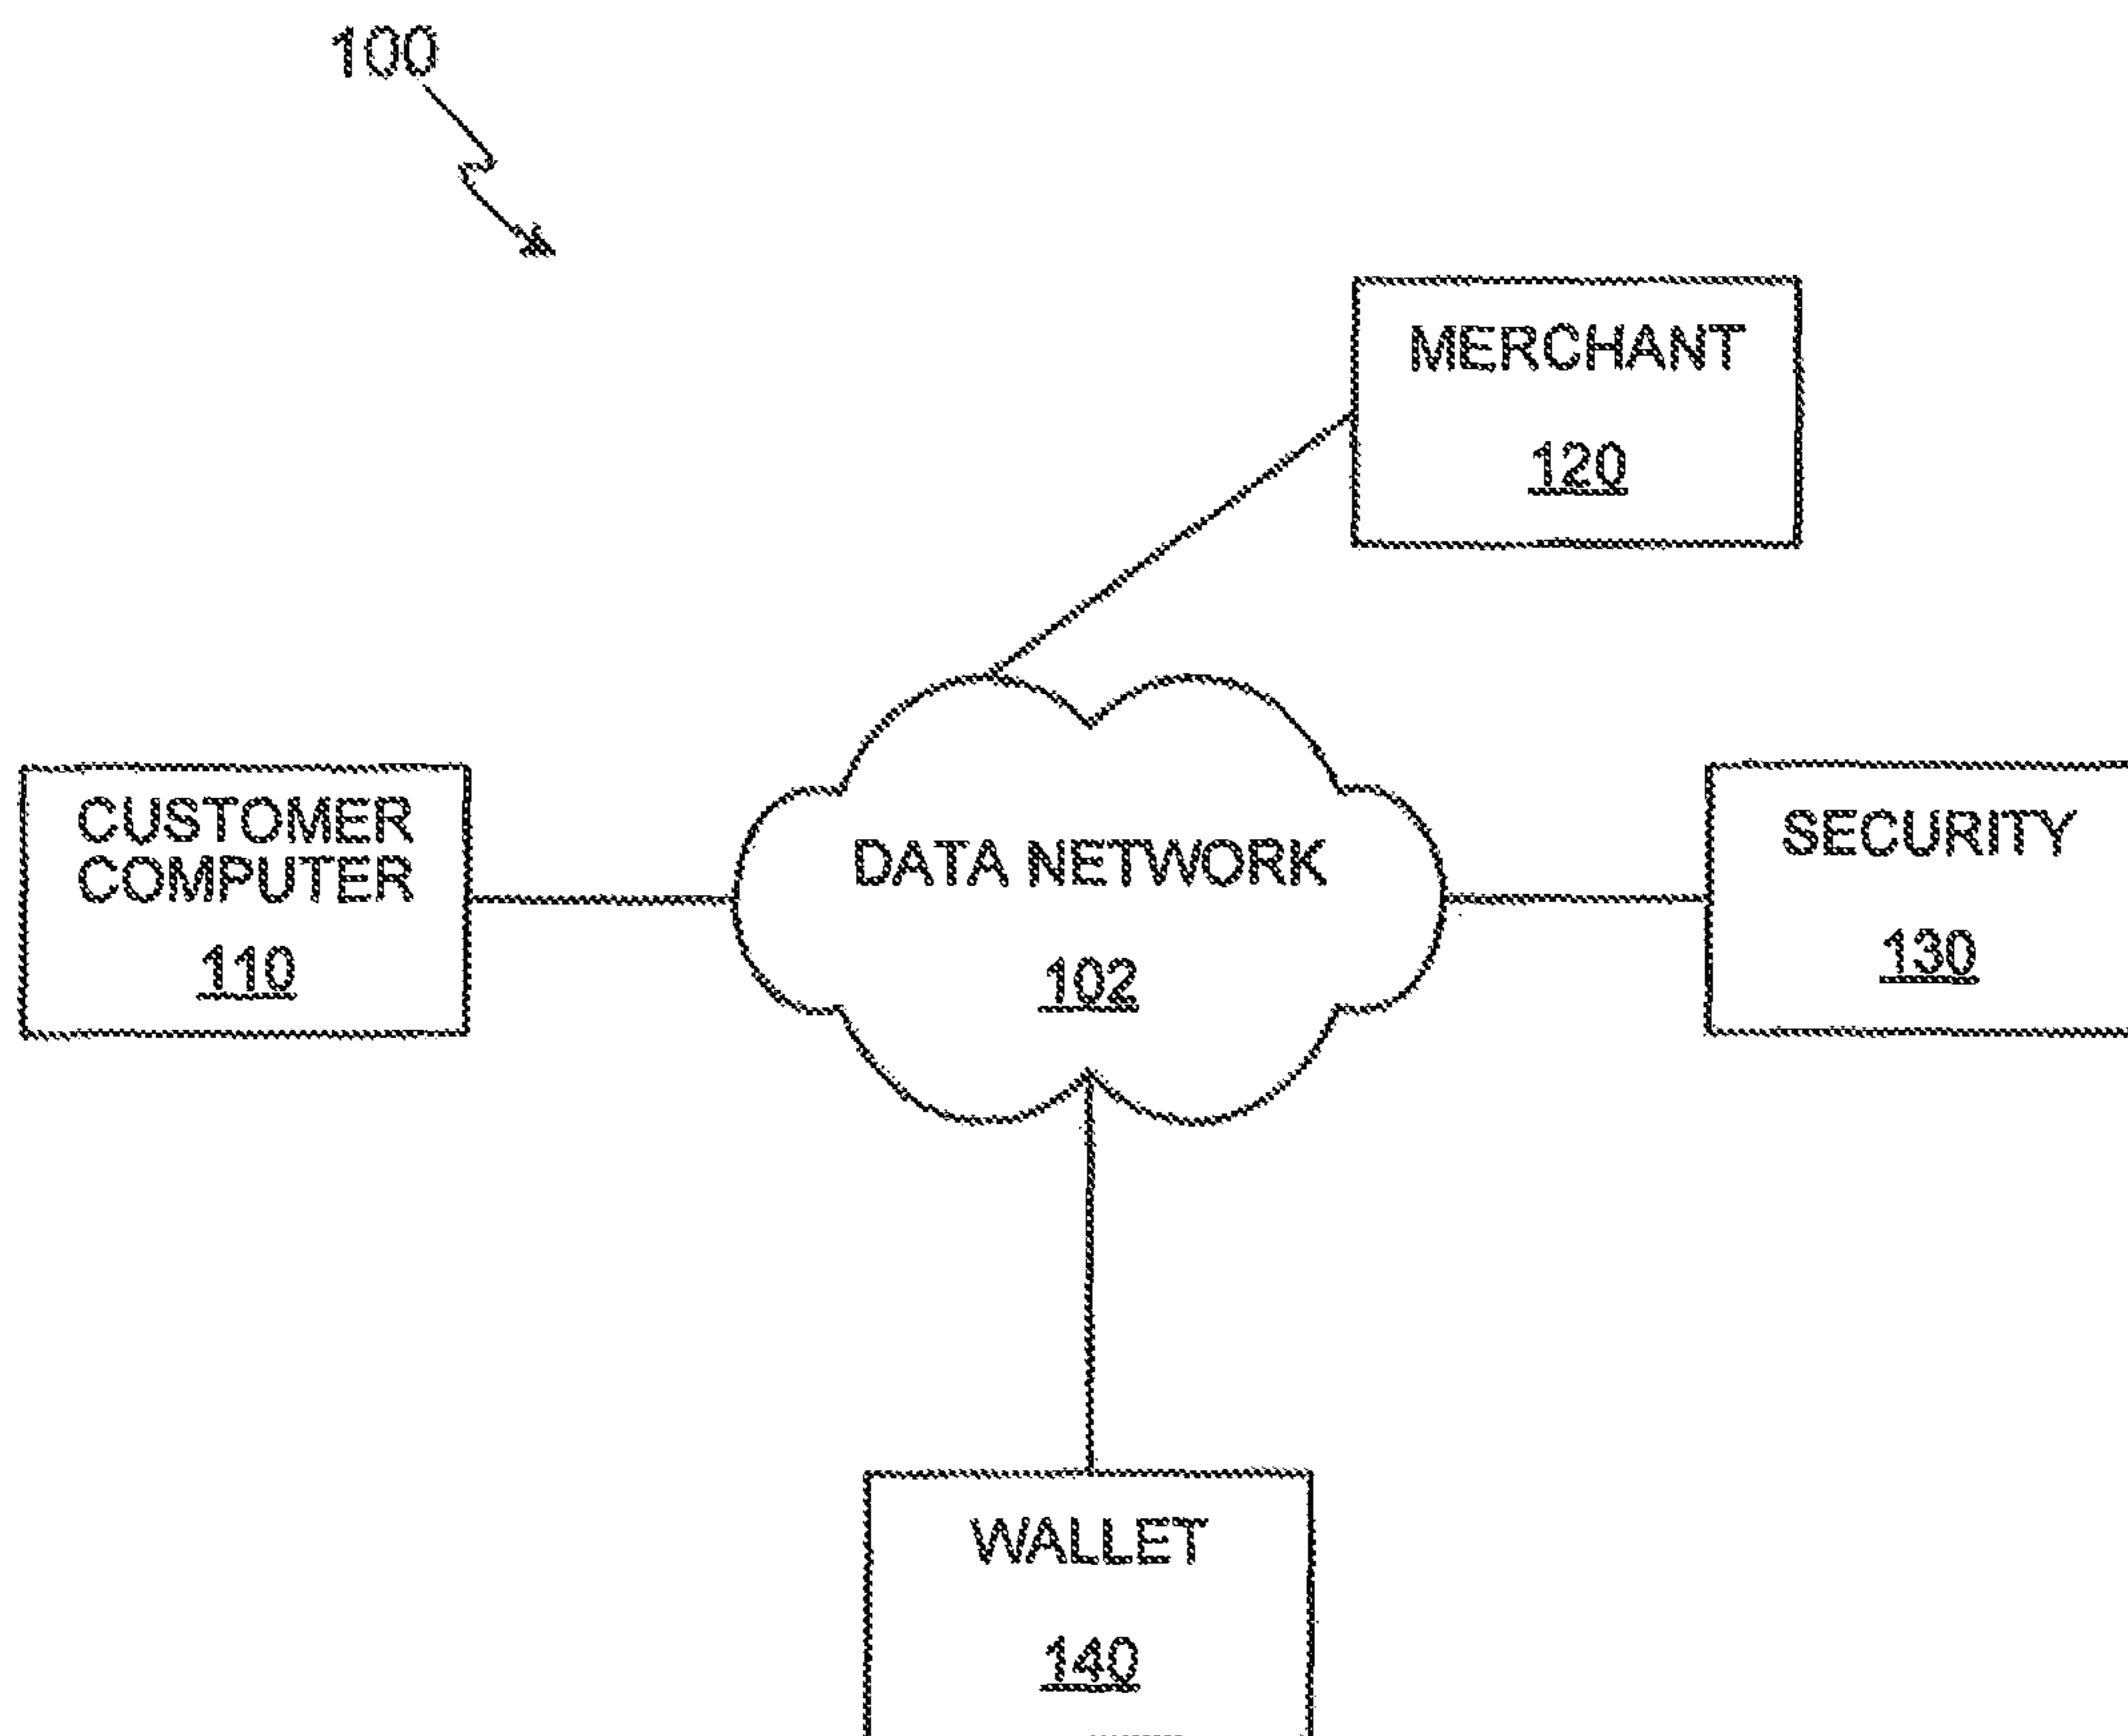 100
MERCHANT
120
CUSTOMER
COMPUTER
110
DATA NETWORK
102
SECURITY
130
WALLET
140